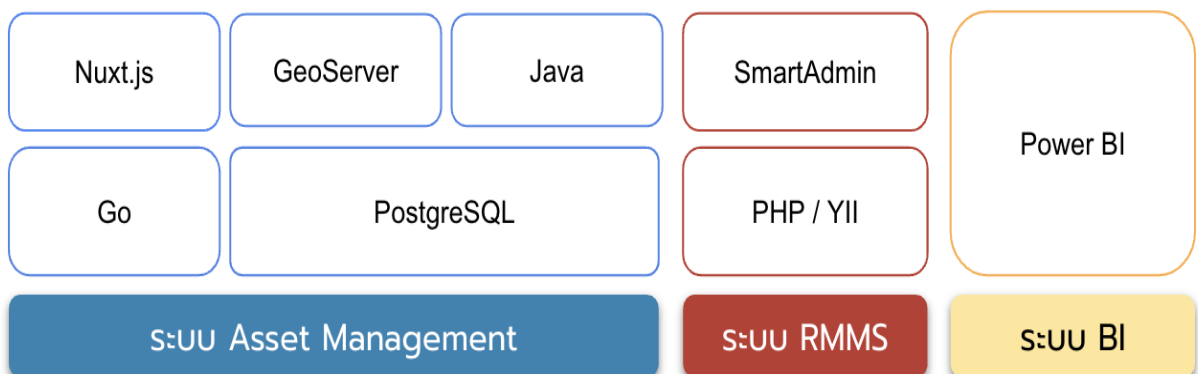 Nuxt.js
GeoServer
Java
SmartAdmin
Power BI
Go
PostgreSQL
PHP / YII
ระบบ Asset Management
ระบบ RMMS
ระบบ BI